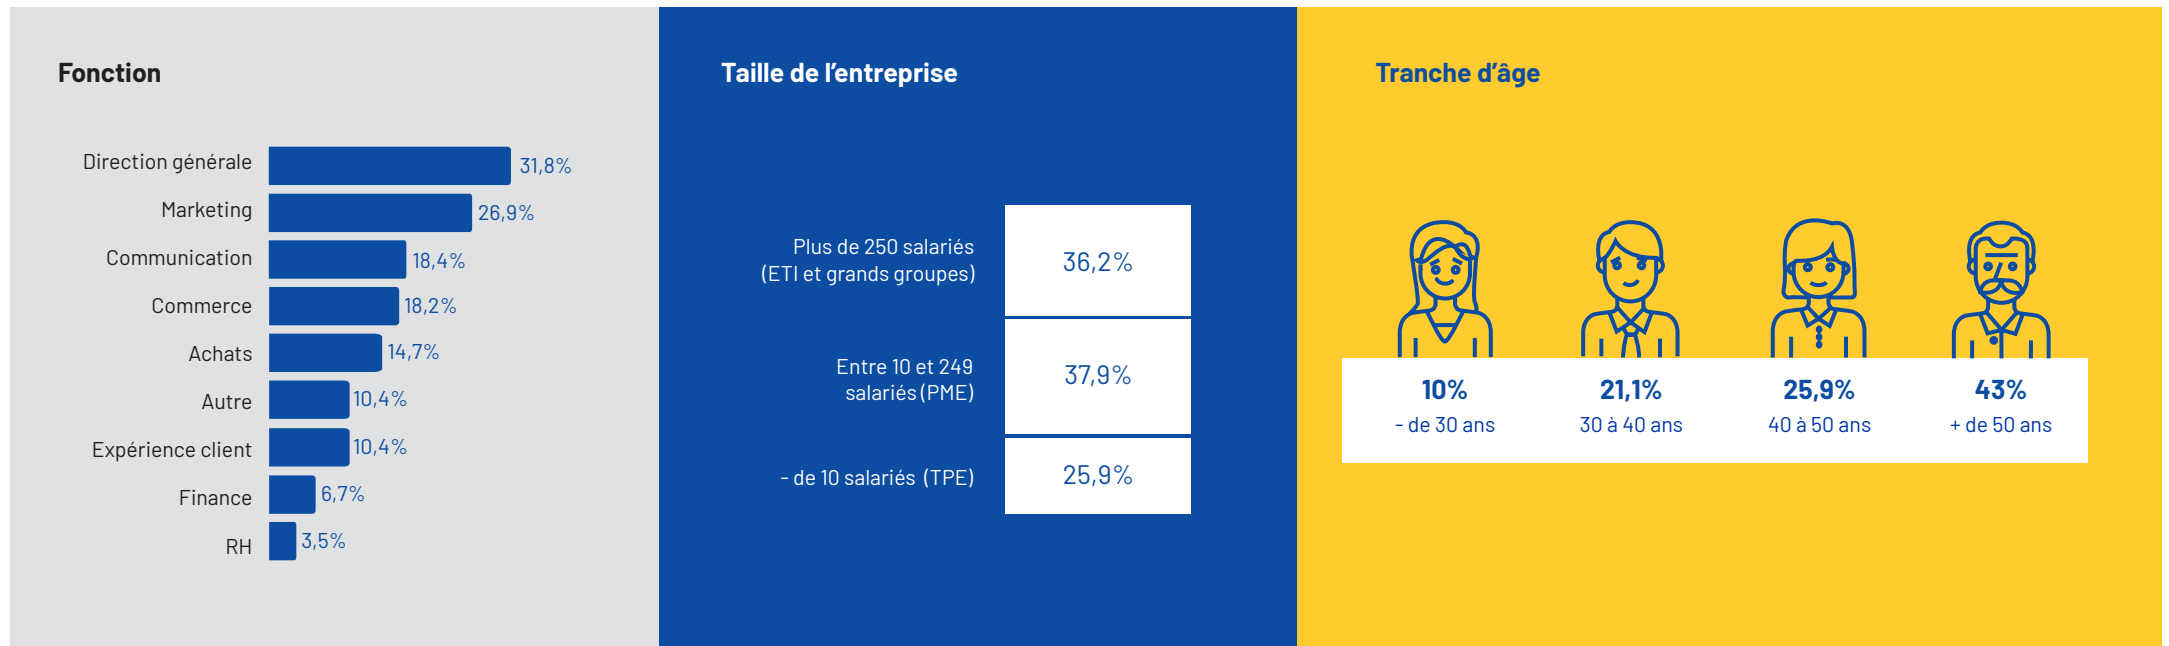 Fonction
Direction générale 31,8%
Marketing 26,9%
Communication 18,4%
Commerce 18,2%
Achats 14,7%
Autre 10,4%
Expérience client 10,4%
Finance 6,7%
RH 3,5%
Taille de l’entreprise
Plus de 250 salariés
(ETI et grands groupes)
36,2%
Entre 10 et 249
salariés (PME)
37,9%
- de 10 salariés (TPE) 25,9%
Tranche d’âge
10% 21,1% 25,9% 43%
- de 30 ans 30 à 40 ans 40 à 50 ans + de 50 ans